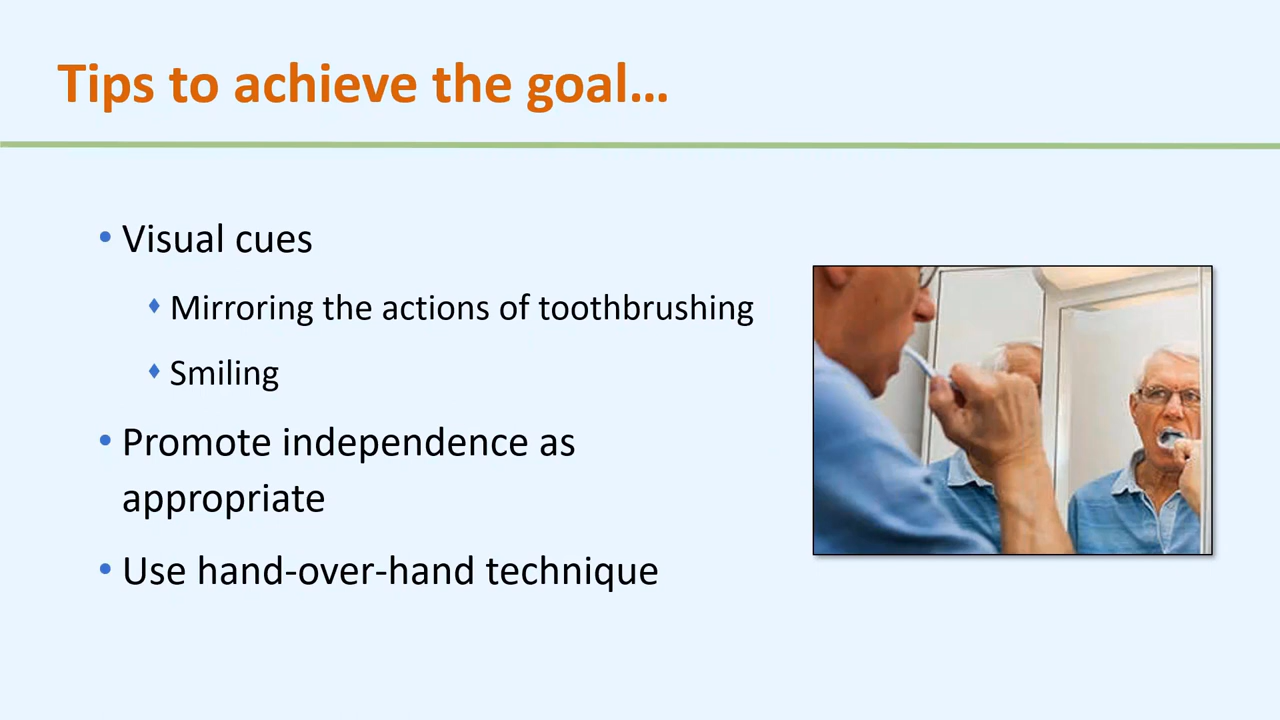 Tips to achieve the goal…
• Visual cues
♦ Mirroring the actions of toothbrushing
♦ Smiling
• Promote independence as
appropriate
• Use hand-over-hand technique